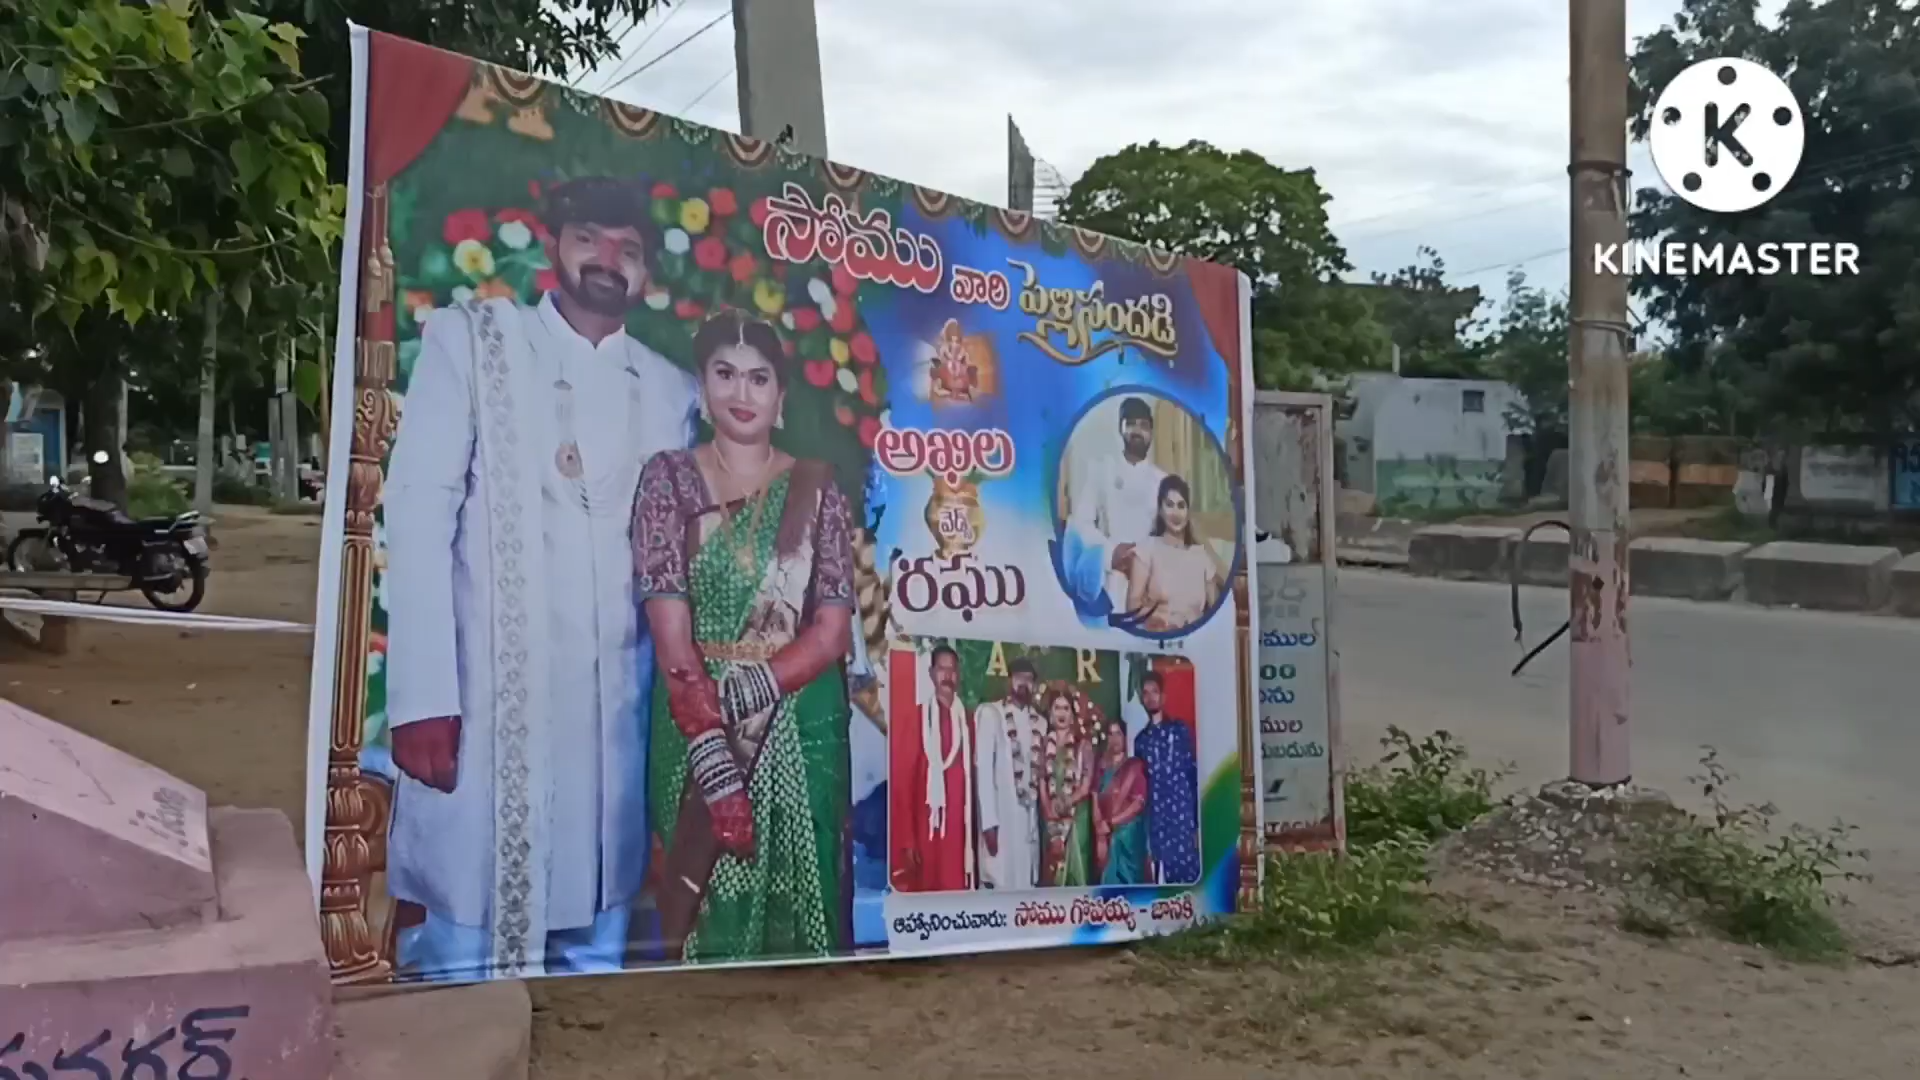 సోము వారి పెళ్లిసందడి
అఖిల
వెడ్స్
రఘు
A R
ఆహ్వానించువారు: సోము గోపయ్య - జానకి
K
KINEMASTER